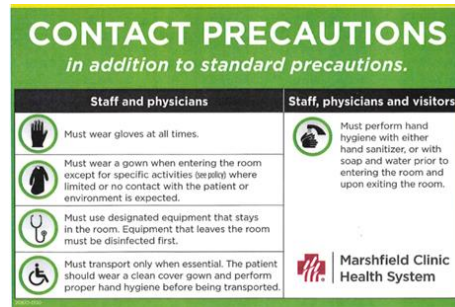 CONTACT PRECAUTIONS
in addition to standard precautions.
Staff and physicians
Must wear gloves at all times.
Must wear a gown when entering the room
except for specific activities (see policy) where
limited or no contact with the patient or
environment is expected.
Must use designated equipment that stays
in the room. Equipment that leaves the room
must be disinfected first.
Must transport only when essential. The patient
should wear a clean cover gown and perform
proper hand hygiene before being transported.
Staff, physicians and visitors
Must perform hand
hygiene with either
hand sanitizer, or with
soap and water prior to
entering the room and
upon exiting the room.
Marshfield Clinic
Health System